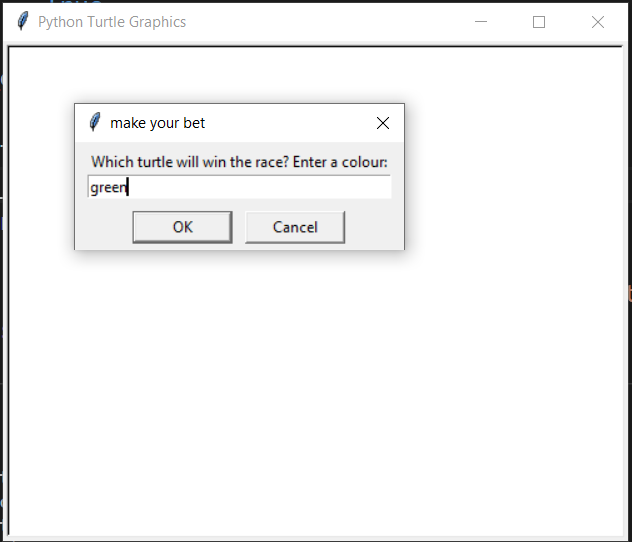 Python Turtle Graphics
make your bet
Which turtle will win the race? Enter a colour:
green
OK Cancel